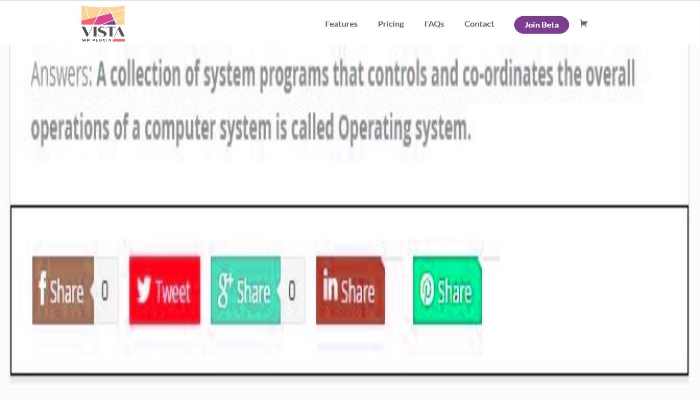 VISTA
WP PLUGIN
Features Pricing FAQs Contact Join Beta
Answers: A collection of system programs that controls and co-ordinates the overall
operations of a computer system is called Operating system.
f Share 0 Tweet g+ Share 0 in Share Share